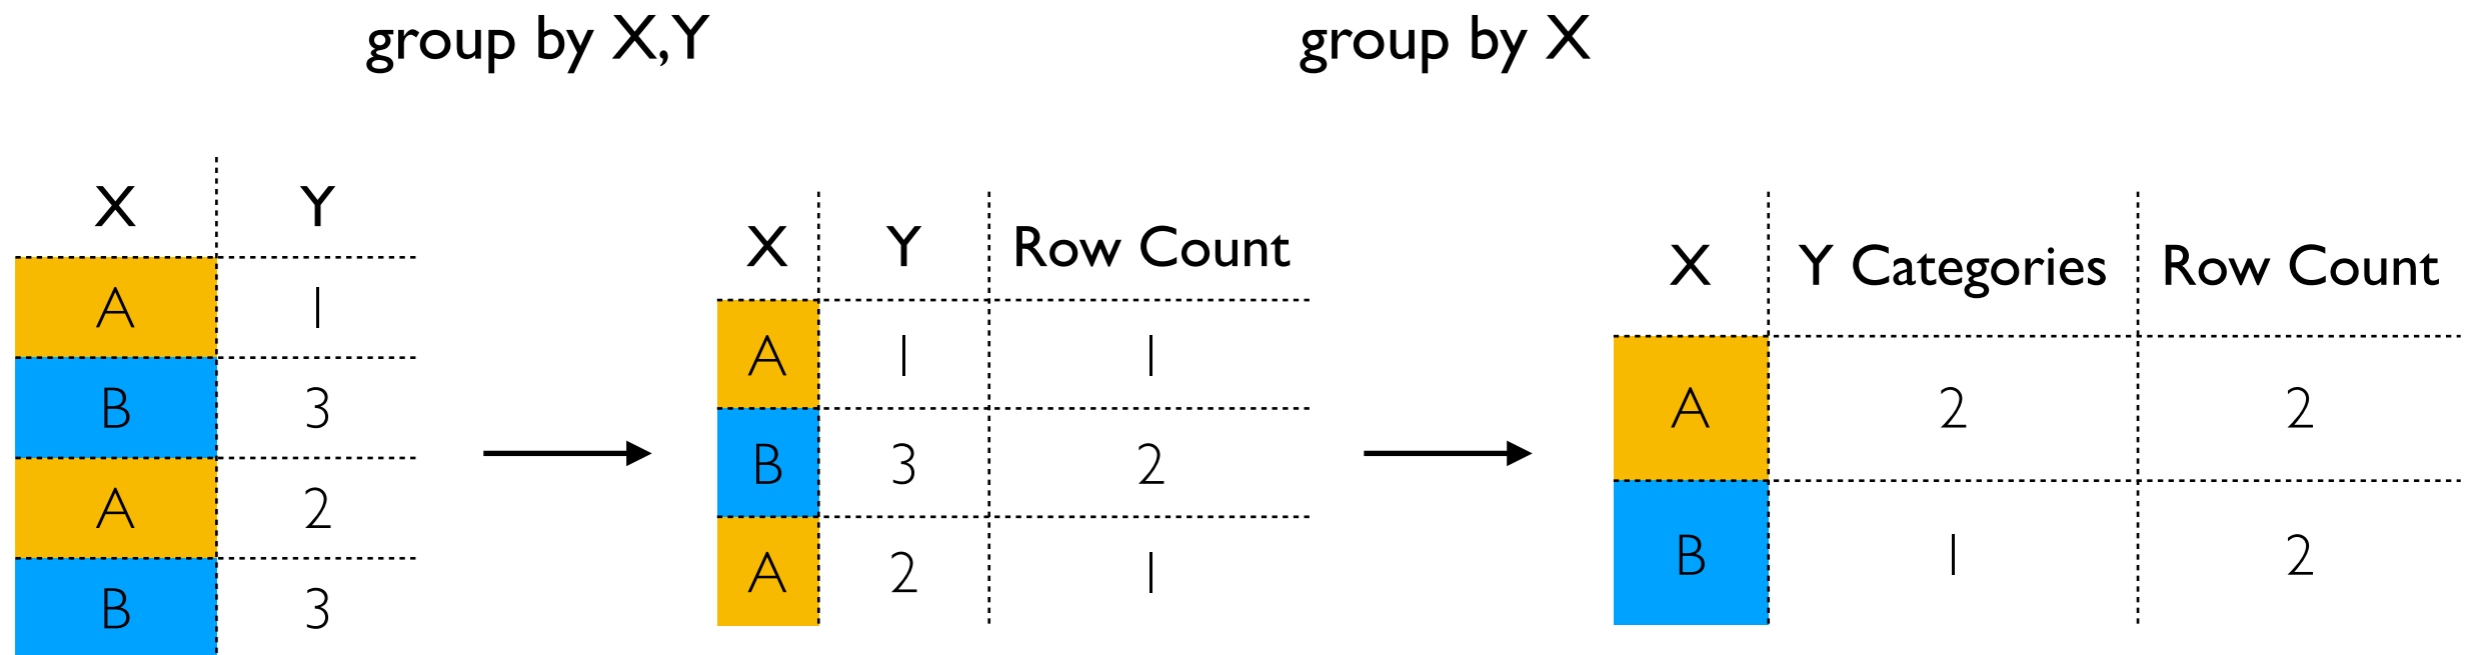 group by X,Y
group by X
X Y
A 1
B 3
A 2
B 3
X Y Row Count
A 1 1
B 3 2
A 2 1
X Y Categories Row Count
A 2 2
B 1 2